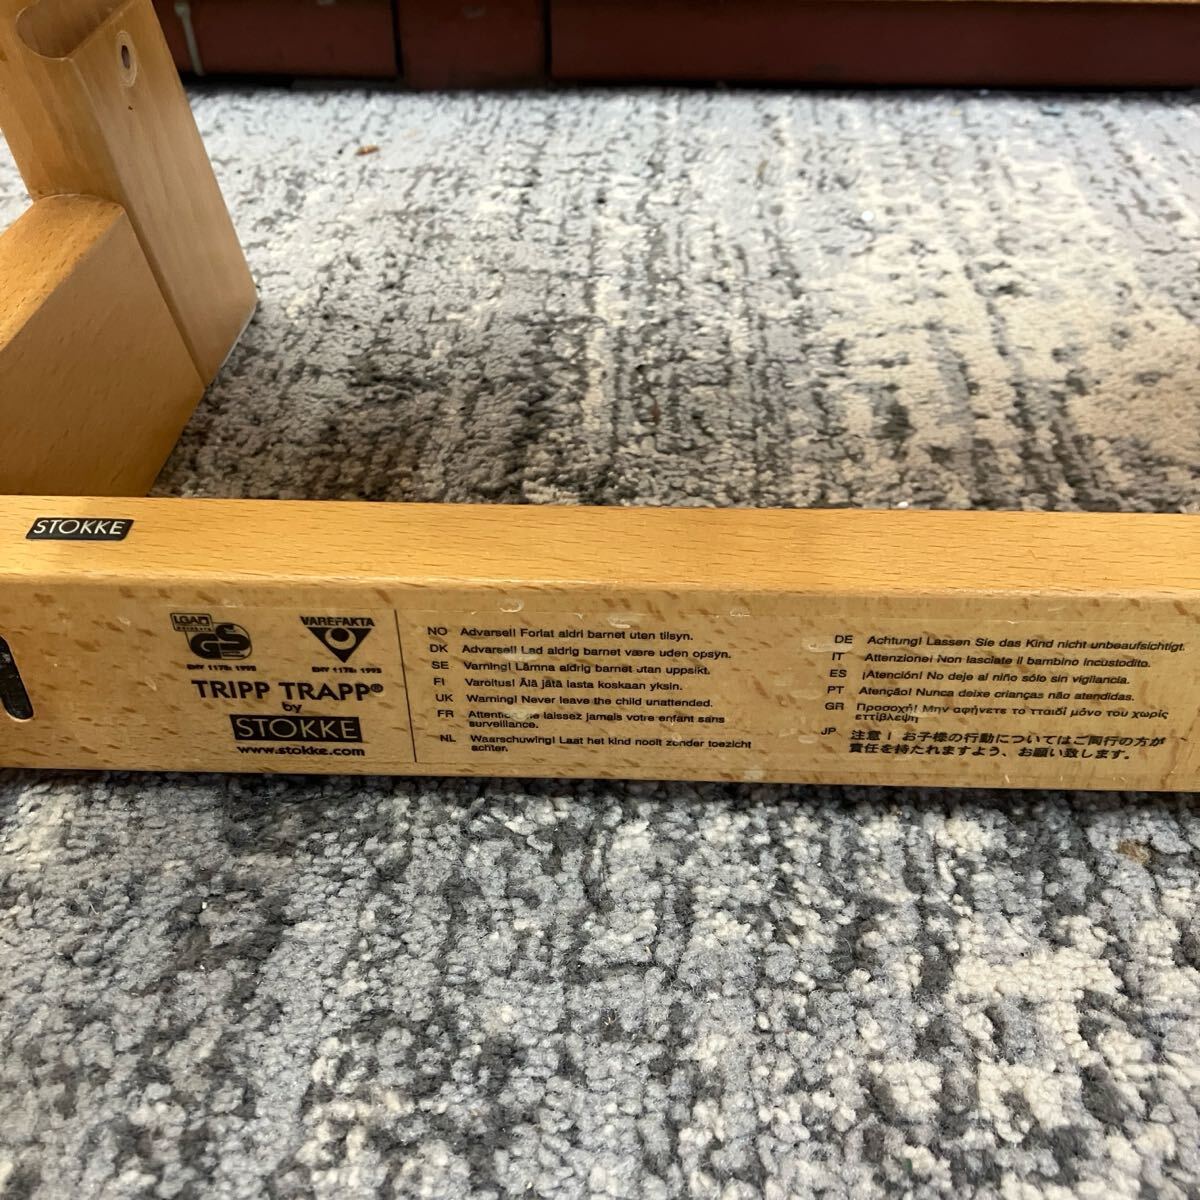 STOKKE
LGA
GS
ENV 1178: 1995
VAREFAKTA
ENV 1178: 1995
TRIPP TRAPP®
by
STOKKE
www.stokke.com
NO Advarsel! Forlat aldri barnet uten tilsyn.
DK Advarsel! Lad aldrig barnet være uden opsyn.
SE Varning! Lämna aldrig barnet utan uppsikt.
FI Varoitus! Älä jätä lasta koskaan yksin.
UK Warning! Never leave the child unattended.
FR laissez jamais votre enfant sans
surveillance.
NL Waarschuwing! Laat het kind nooit zonder toezicht
achter.
DE Achtung! Lassen Sie das Kind nicht unbeaufsichtigt.
IT Attenzione! Non lasciate il bambino incustodito.
ES ¡Atención! No deje al niño sólo sin vigilancia.
PT Atenção! Nunca deixe crianças não atendidas.
GR Προσοχή! Μην αφήνετε το παιδί μόνο του χωρίς
επίβλεψη
JP 注意！お子様の行動についてはご同行の方が
責任を持たれますよう、お願い致します。